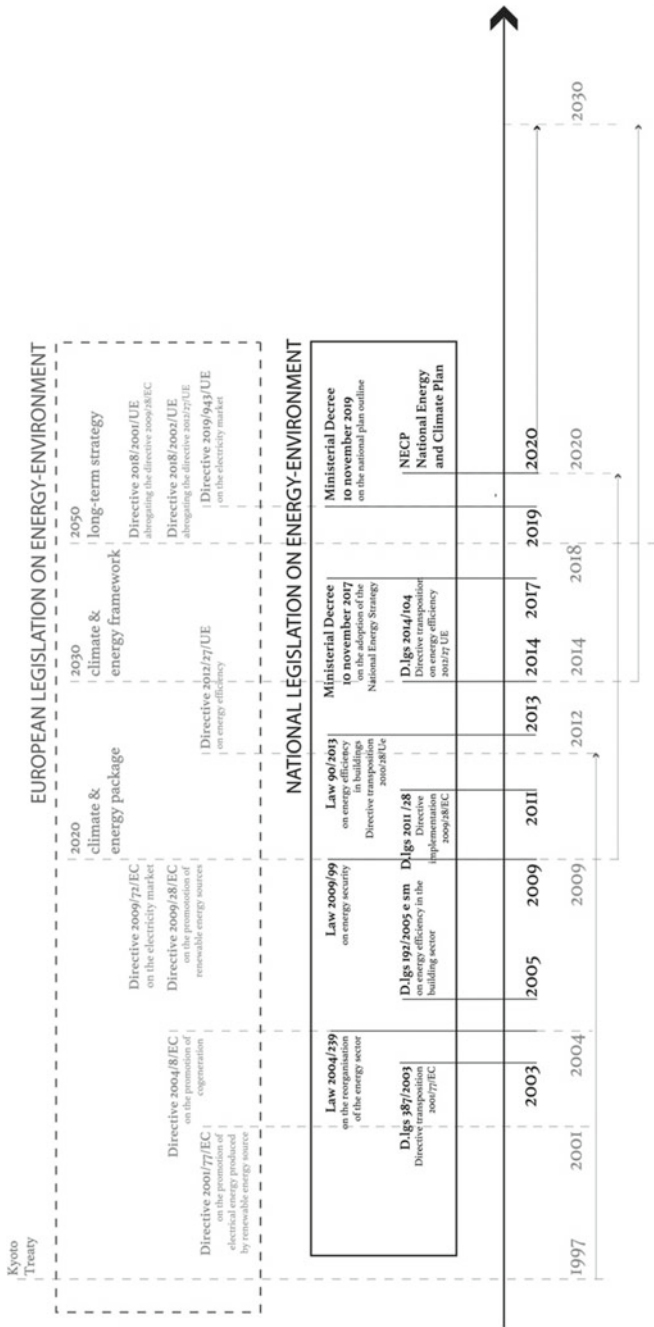 Kyoto
Treaty
EUROPEAN LEGISLATION ON ENERGY-ENVIRONMENT
2020
climate &
energy package
2030
climate &
energy framework
2050
long-term strategy
Directive 2009/72/EC
on the electricity market
Directive 2018/2001/UE
abrogating the directive 2009/28/EC
Directive 2004/8/EC
on the promotion of
cogeneration
Directive 2009/28/EC
on the promototion of
renewable energy sources
Directive 2018/2002/UE
abrogating the directive 2012/27/UE
Directive 2001/77/EC
on the promotion of
electrical energy produced
by renewable energy source
Directive 2012/27/UE
on energy efficiency
Directive 2019/943/UE
on the electricity market
NATIONAL LEGISLATION ON ENERGY-ENVIRONMENT
Law 2004/239
on the reorganisation
of the energy sector
Law 2009/99
on energy security
Law 90/2013
on energy efficiency
in buildings
Directive transposition
2010/28/Ue
Ministerial Decree
10 november 2017
on the adoption of the
National Energy Strategy
Ministerial Decree
10 november 2019
on the national plan outline
D.lgs 387/2003
Directive transposition
2001/77/EC
D.lgs 192/2005 e sm
on energy efficiency in the
building sector
D.lgs 2011/28
Directive
implementation
2009/28/EC
D.lgs 2014/104
Directive transposition
on energy efficiency
2012/27 UE
NECP
National Energy
and Climate Plan
2003
2005
2009
2011
2013
2014
2017
2019
2020
1997
2001
2004
2009
2012
2014
2018
2020
2030